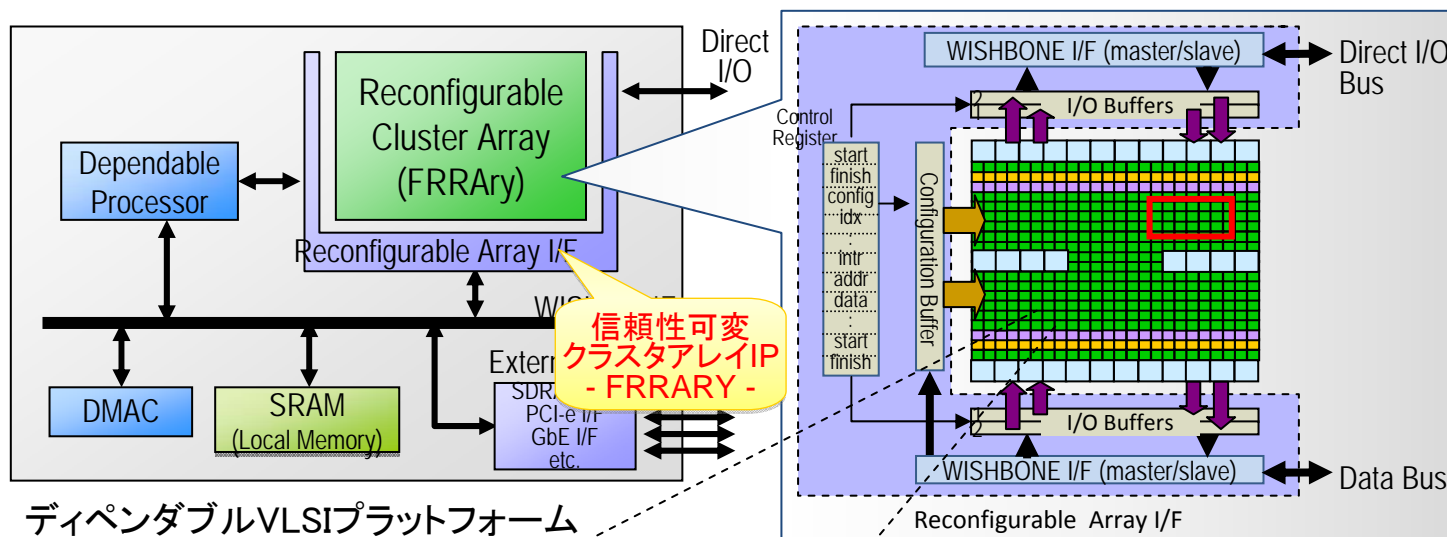 Reconfigurable
Cluster Array
(FRRAry)
Direct
I/O
Dependable
Processor
Reconfigurable Array I/F
信頼性可変
クラスタアレイIP
- FRRARY -
DMAC
SRAM
(Local Memory)
PCI-e I/F
GbE I/F
etc.
ディペンダブルVLSIプラットフォーム
WISHBONE I/F (master/slave)
Direct I/O
Bus
I/O Buffers
Control
Register
start
finish
config
idx
:
intr
addr
data
:
start
finish
Configuration Buffer
I/O Buffers
WISHBONE I/F (master/slave)
Data Bus
Reconfigurable Array I/F